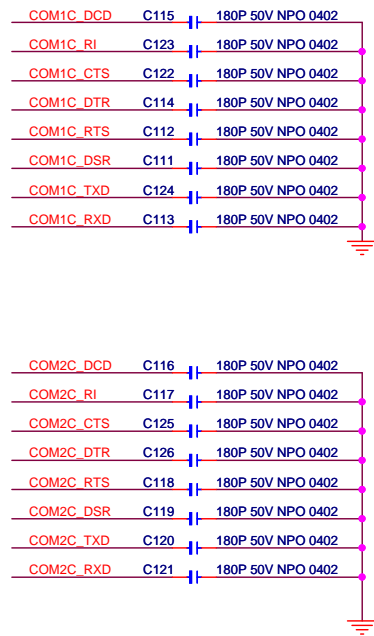 COM1C_DCD C115 180P 50V NPO 0402
COM1C_RI C123 180P 50V NPO 0402
COM1C_CTS C122 180P 50V NPO 0402
COM1C_DTR C114 180P 50V NPO 0402
COM1C_RTS C112 180P 50V NPO 0402
COM1C_DSR C111 180P 50V NPO 0402
COM1C_TXD C124 180P 50V NPO 0402
COM1C_RXD C113 180P 50V NPO 0402
COM2C_DCD C116 180P 50V NPO 0402
COM2C_RI C117 180P 50V NPO 0402
COM2C_CTS C125 180P 50V NPO 0402
COM2C_DTR C126 180P 50V NPO 0402
COM2C_RTS C118 180P 50V NPO 0402
COM2C_DSR C119 180P 50V NPO 0402
COM2C_TXD C120 180P 50V NPO 0402
COM2C_RXD C121 180P 50V NPO 0402